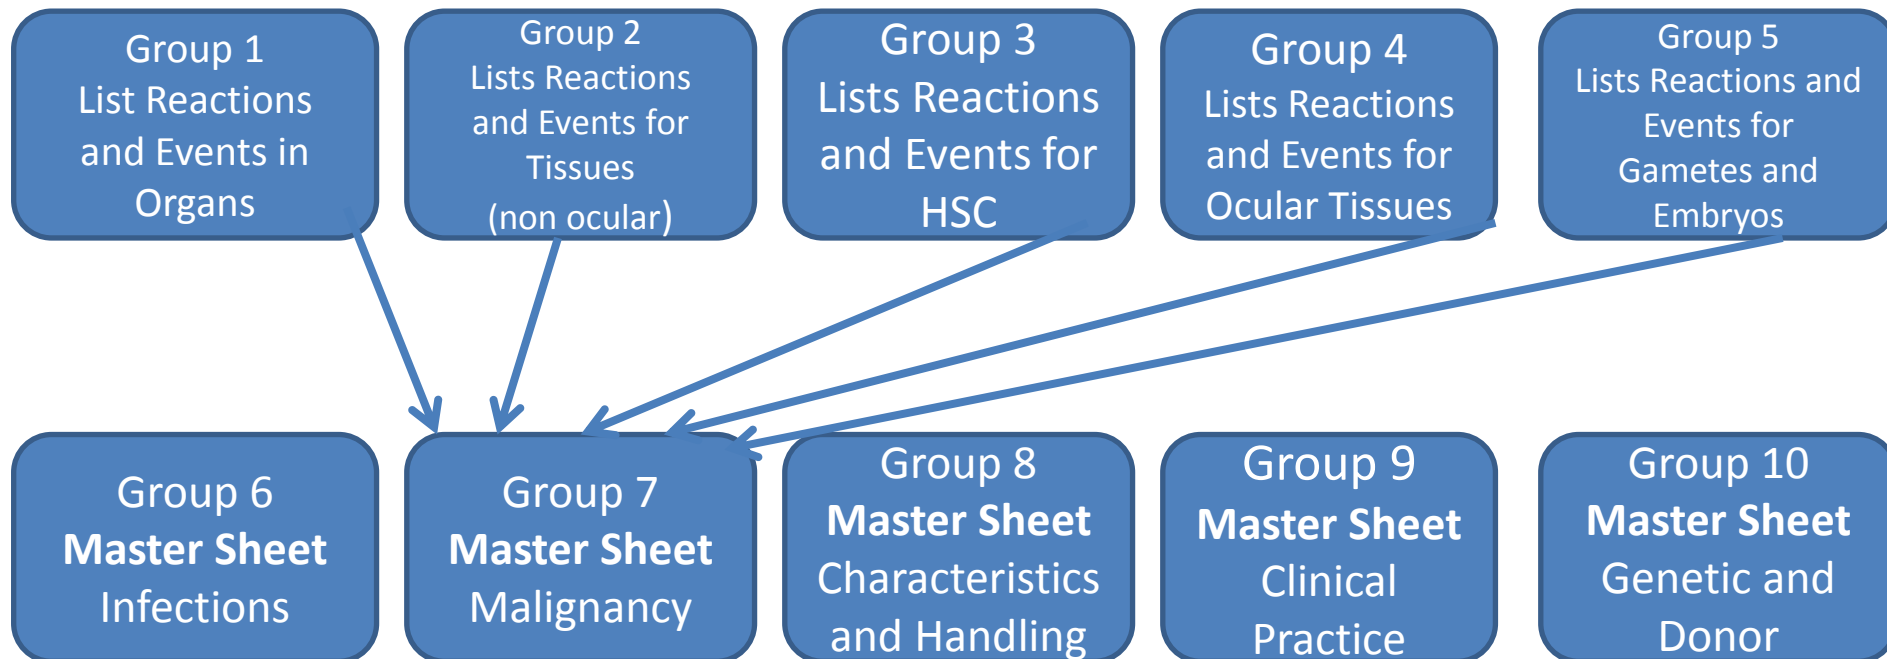 Group 1
List Reactions
and Events in
Organs
Group 2
Lists Reactions
and Events for
Tissues
(non ocular)
Group 3
Lists Reactions
and Events for
HSC
Group 4
Lists Reactions
and Events for
Ocular Tissues
Group 5
Lists Reactions and
Events for
Gametes and
Embryos
Group 6
Master Sheet
Infections
Group 7
Master Sheet
Malignancy
Group 8
Master Sheet
Characteristics
and Handling
Group 9
Master Sheet
Clinical
Practice
Group 10
Master Sheet
Genetic and
Donor